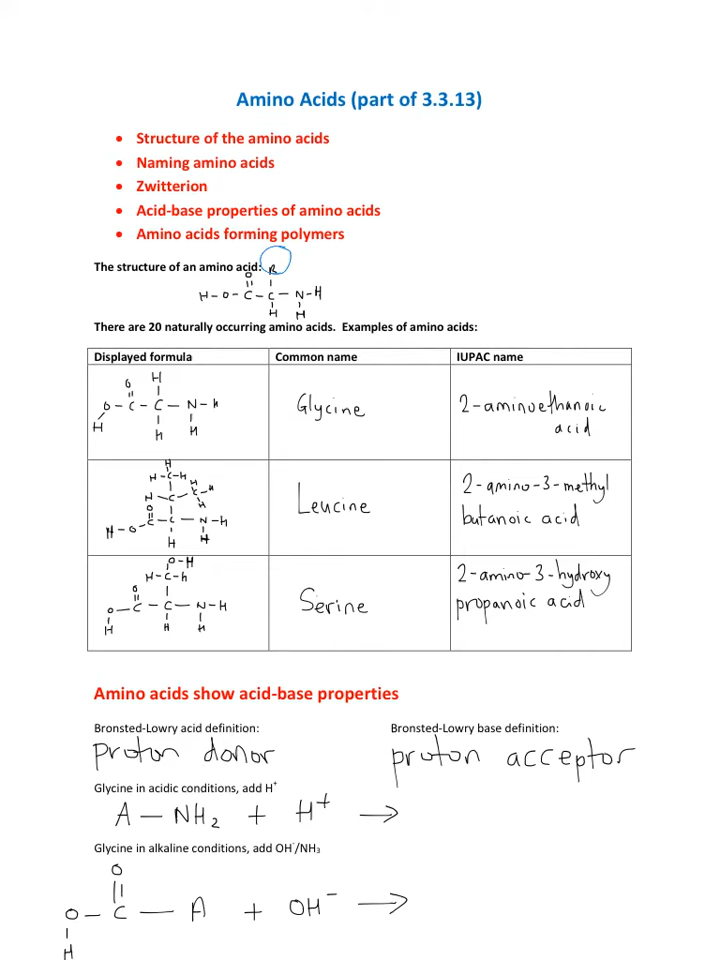 Amino Acids (part of 3.3.13)
• Structure of the amino acids
• Naming amino acids
• Zwitterion
• Acid-base properties of amino acids
• Amino acids forming polymers
The structure of an amino acid:
R
O
H-O-C-C-N-H
H H
There are 20 naturally occurring amino acids. Examples of amino acids:
Displayed formula Common name IUPAC name
H
O
O-C-C-N-H
H
H H
Glycine
2-aminoethanoic
acid
H
H-C-H H
H-C-C-H
O H
H-O-C-C-N-H
H H
Leucine
2-amino-3-methyl
butanoic acid
O-H
H-C-H
O
O-C-C-N-H
H H H
Serine
2-amino-3-hydroxy
propanoic acid
Amino acids show acid-base properties
Bronsted-Lowry acid definition: Bronsted-Lowry base definition:
proton donor proton acceptor
Glycine in acidic conditions, add H⁺
A-NH₂ + H⁺ →
Glycine in alkaline conditions, add OH⁻/NH₃
O
O-C-A + OH⁻ →
H